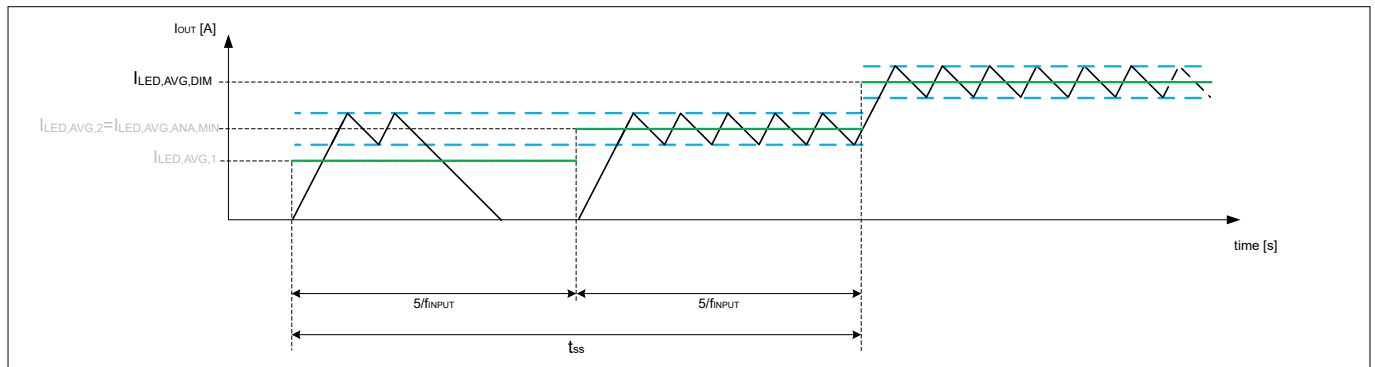 IOUT [A]
ILED,AVG,DIM
ILED,AVG,2=ILED,AVG,ANA,MIN
ILED,AVG,1
time [s]
5/fINPUT
5/fINPUT
tss